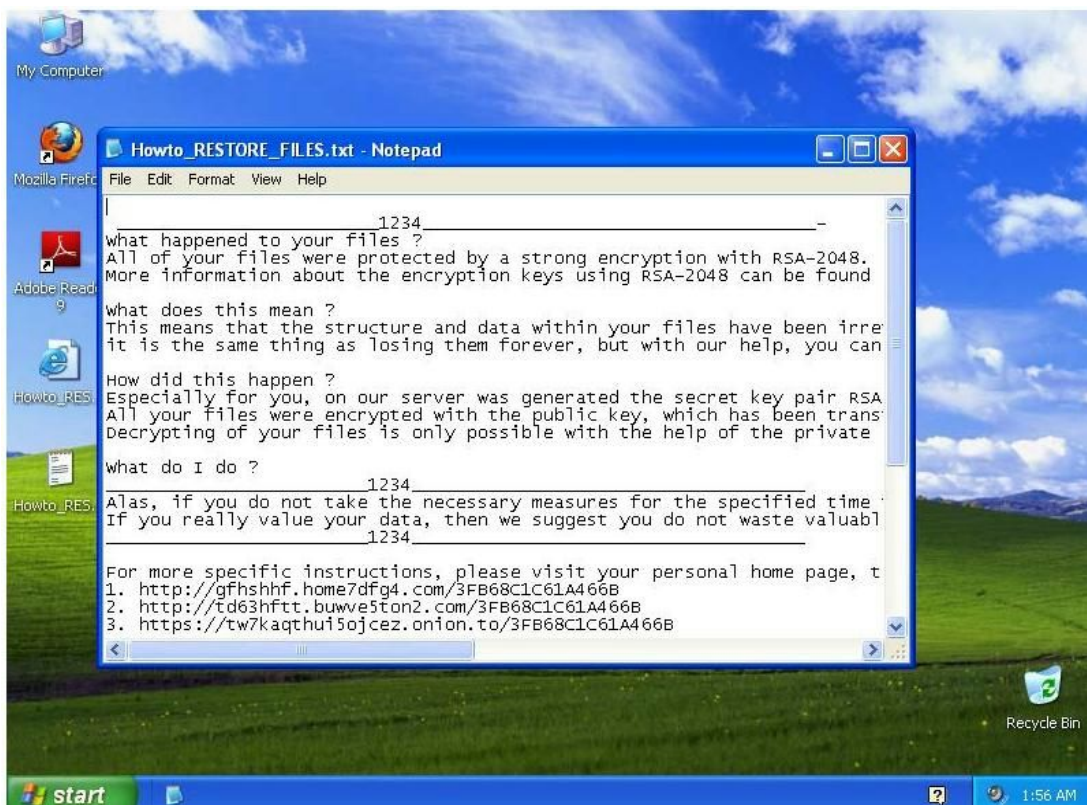 My Computer
Mozilla Firefo
Adobe Read
9
Howto_RES
Howto_RES
Howto_RESTORE_FILES.txt - Notepad
File Edit Format View Help
____________________1234______________________________-
What happened to your files ?
All of your files were protected by a strong encryption with RSA-2048.
More information about the encryption keys using RSA-2048 can be found
What does this mean ?
This means that the structure and data within your files have been irre
it is the same thing as losing them forever, but with our help, you can
How did this happen ?
Especially for you, on our server was generated the secret key pair RSA
All your files were encrypted with the public key, which has been trans
Decrypting of your files is only possible with the help of the private
What do I do ?
____________________1234______________________________
Alas, if you do not take the necessary measures for the specified time
If you really value your data, then we suggest you do not waste valuabl
____________________1234______________________________
For more specific instructions, please visit your personal home page, t
1. http://gfhshhf.home7dfg4.com/3FB68C1C61A466B
2. http://td63hftt.buwve5ton2.com/3FB68C1C61A466B
3. https://tw7kaqthui5ojcez.onion.to/3FB68C1C61A466B
Recycle Bin
start
1:56 AM